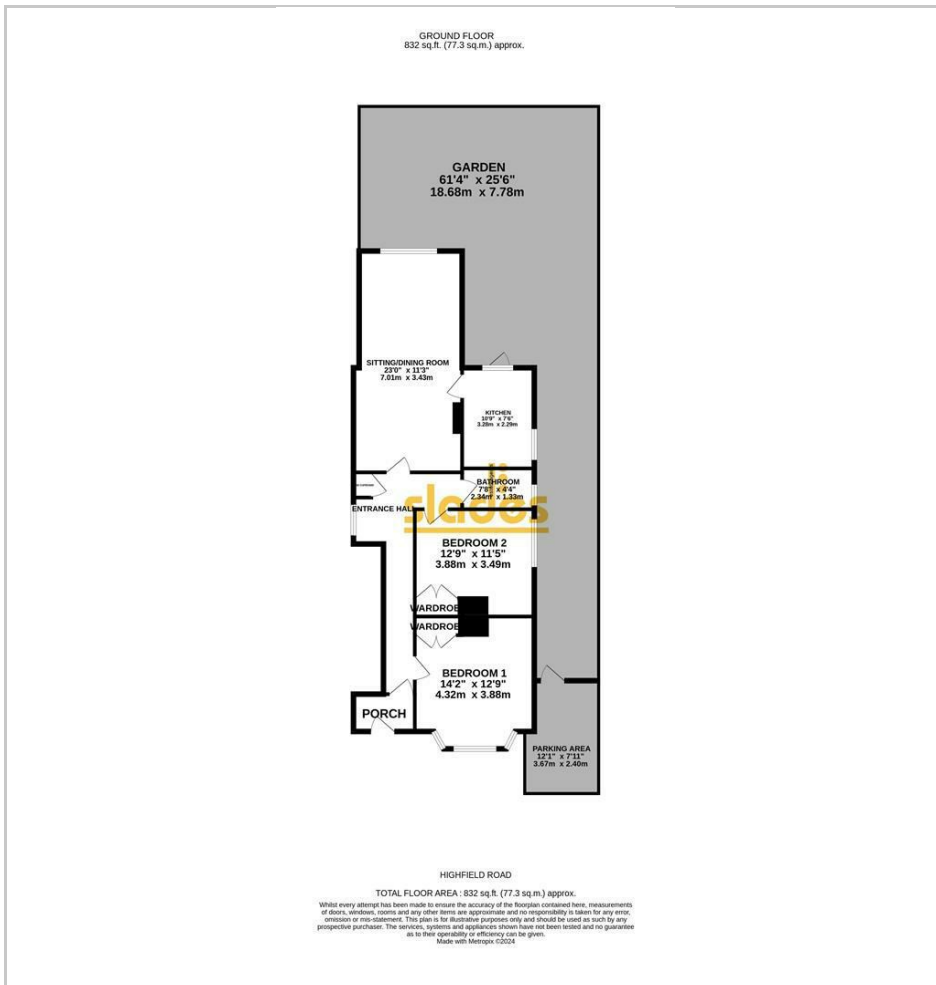 GROUND FLOOR
832 sq.ft. (77.3 sq.m.) approx.
GARDEN
61'4" x 25'6"
18.68m x 7.78m
SITTING/DINING ROOM
23'0" x 11'3"
7.01m x 3.43m
KITCHEN
10'9" x 7'6"
3.28m x 2.29m
BATHROOM
7'8" x 4'4"
2.34m x 1.33m
ENTRANCE HALL
slades
BEDROOM 2
12'9" x 11'5"
3.88m x 3.49m
WARDROBE
WARDROBE
BEDROOM 1
14'2" x 12'9"
4.32m x 3.88m
PORCH
PARKING AREA
12'1" x 7'11"
3.67m x 2.40m
HIGHFIELD ROAD
TOTAL FLOOR AREA : 832 sq.ft. (77.3 sq.m.) approx.
Whilst every attempt has been made to ensure the accuracy of the floorplan contained here, measurements
of doors, windows, rooms and any other items are approximate and no responsibility is taken for any error,
omission or mis-statement. This plan is for illustrative purposes only and should be used as such by any
prospective purchaser. The services, systems and appliances shown have not been tested and no guarantee
as to their operability or efficiency can be given.
Made with Metropix ©2024